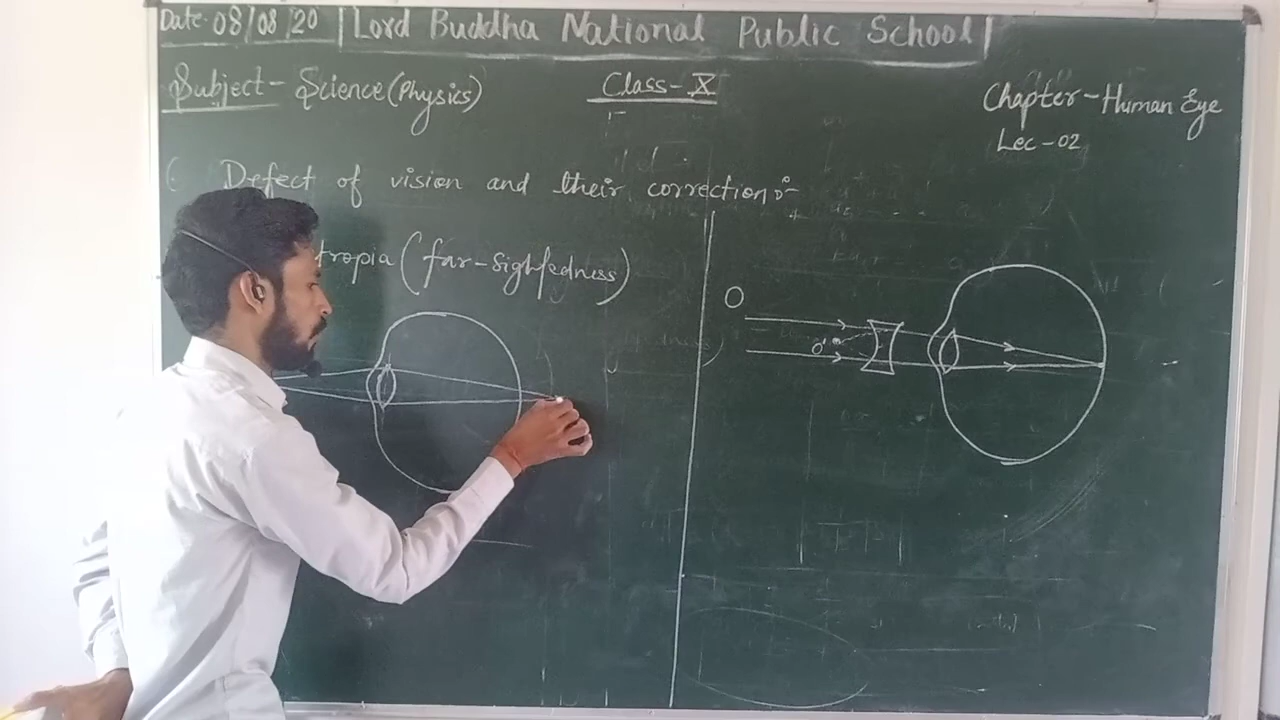 Date- 08/08/20 | Lord Buddha National Public School |
Subject - Science (Physics)
Class - X
Chapter - Human Eye
Lec - 02
Defect of vision and their correction :-
tropia (far-sightedness)
O
O'